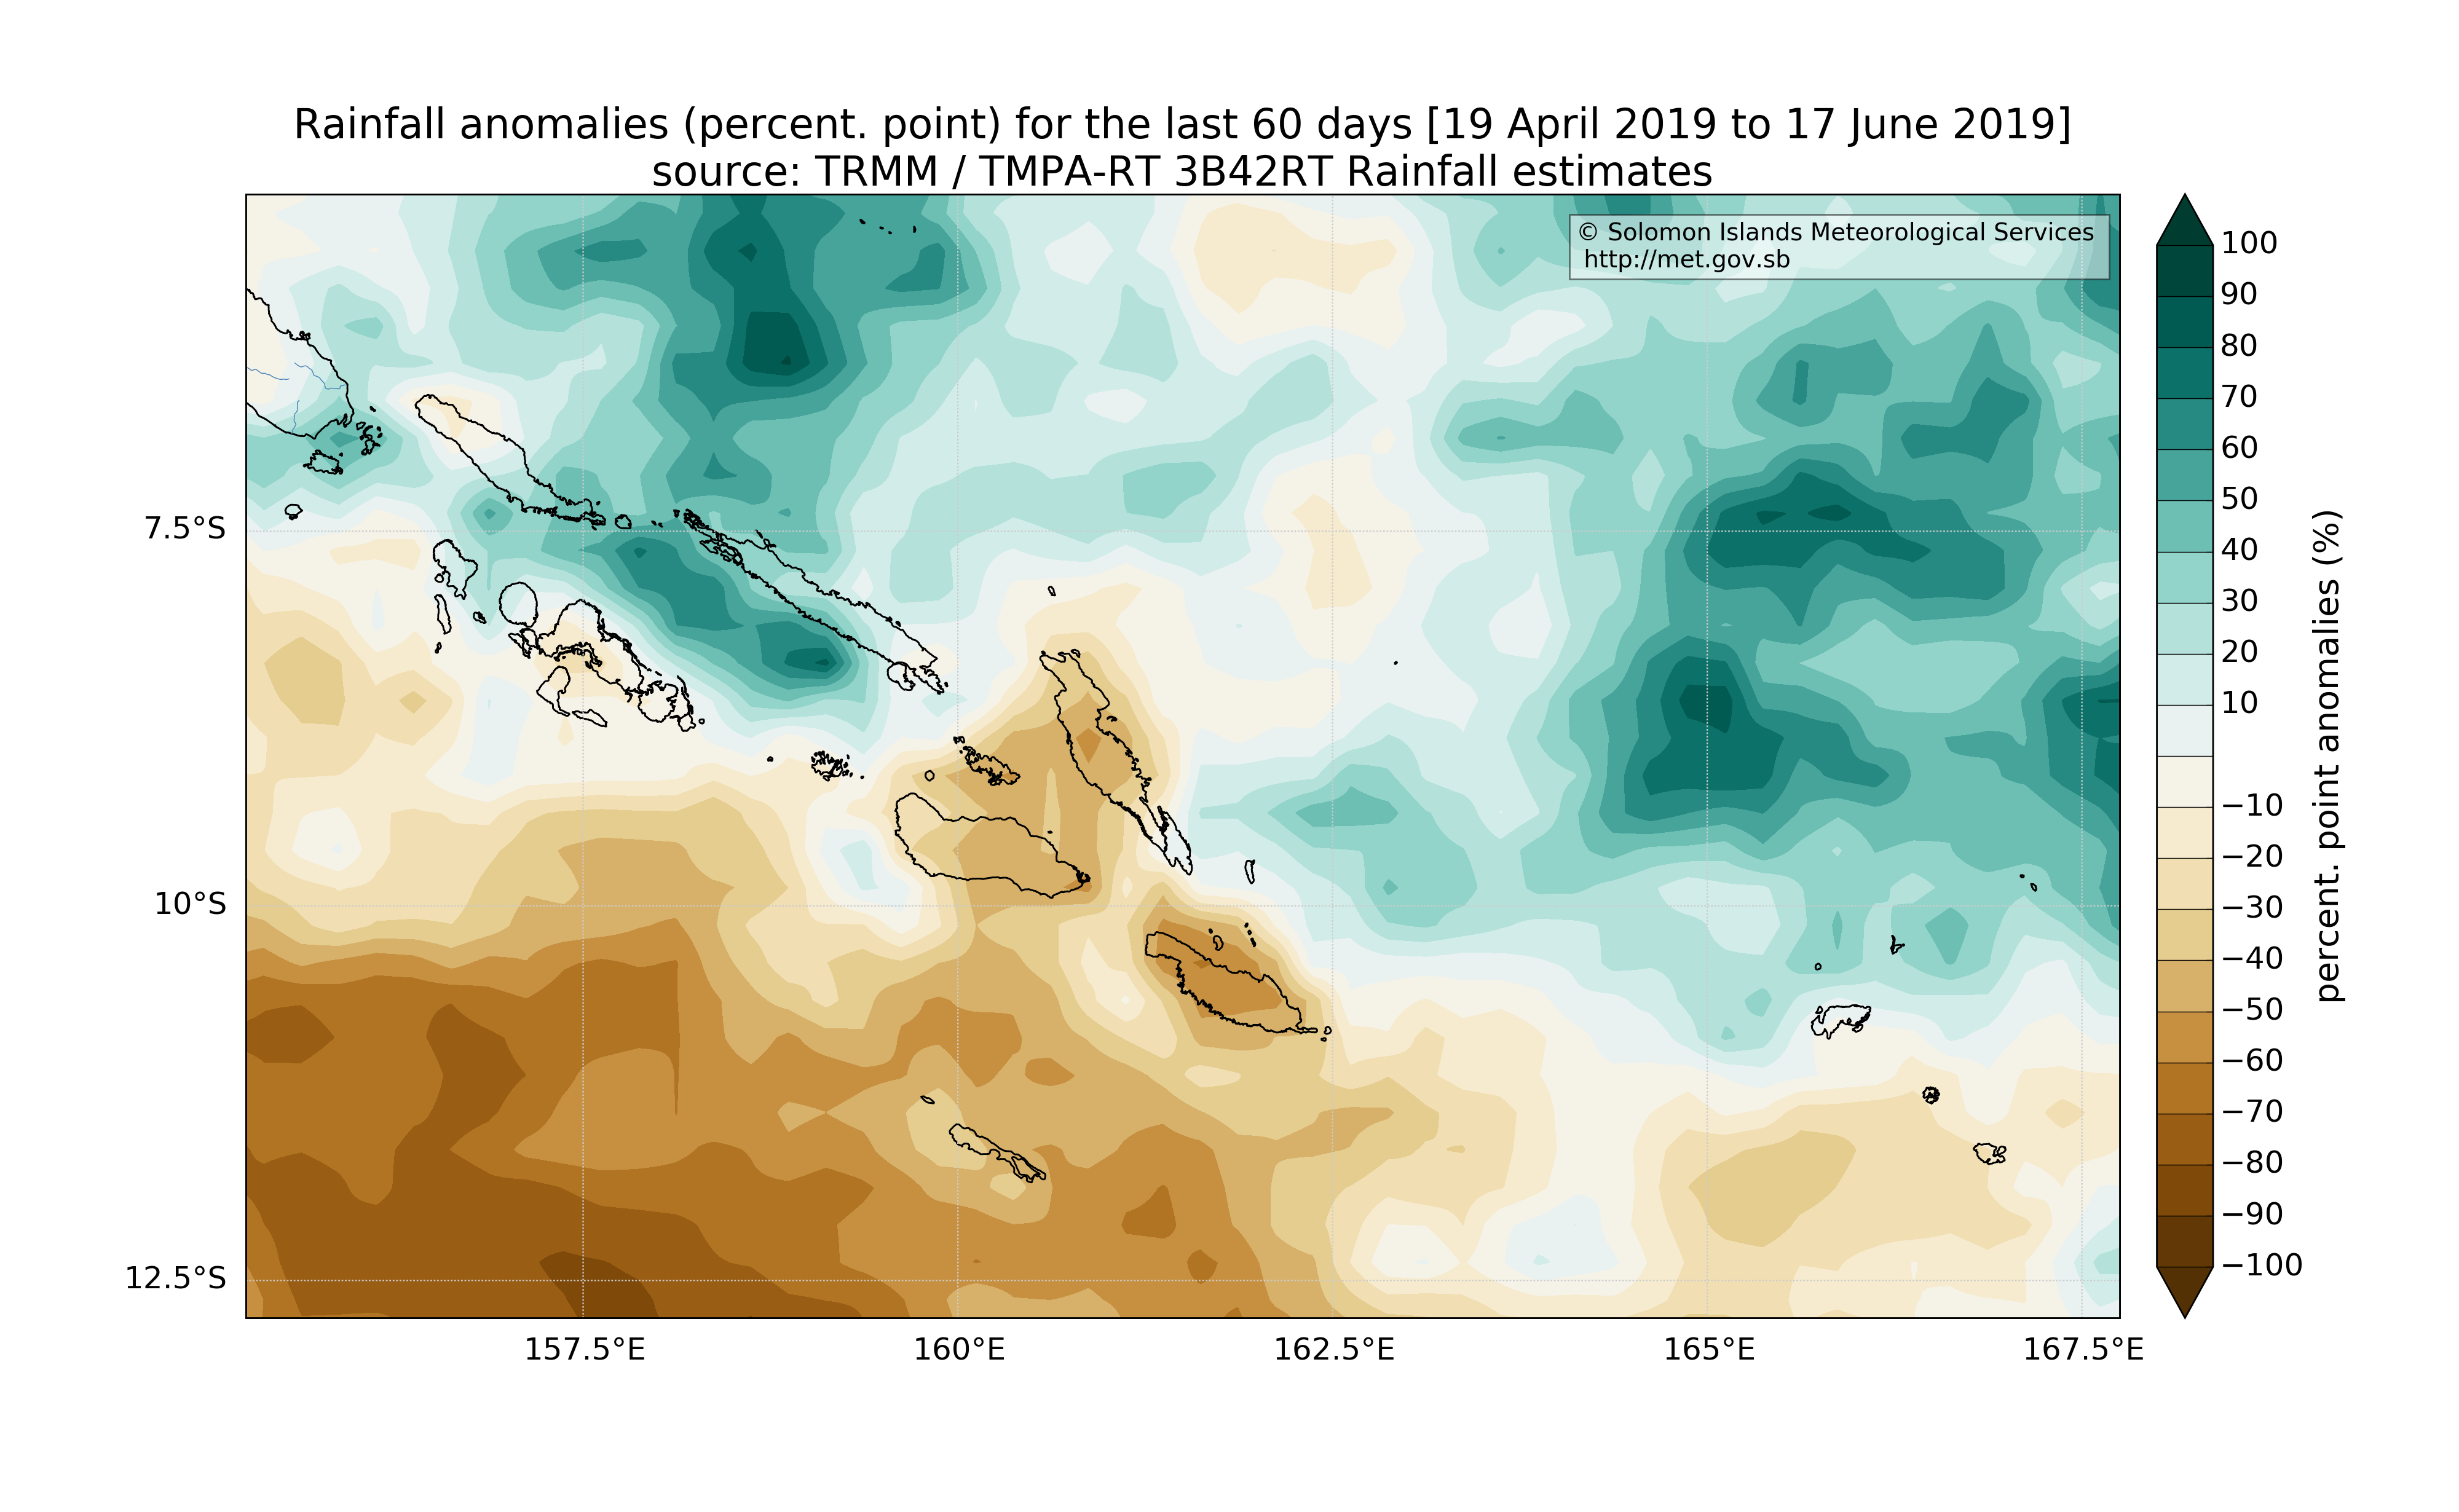 Rainfall anomalies (percent. point) for the last 60 days [19 April 2019 to 17 June 2019]
source: TRMM / TMPA-RT 3B42RT Rainfall estimates
© Solomon Islands Meteorological Services
http://met.gov.sb
7.5°S
10°S
12.5°S
157.5°E
160°E
162.5°E
165°E
167.5°E
100
90
80
70
60
50
40
30
20
10
−10
−20
−30
−40
−50
−60
−70
−80
−90
−100
percent. point anomalies (%)